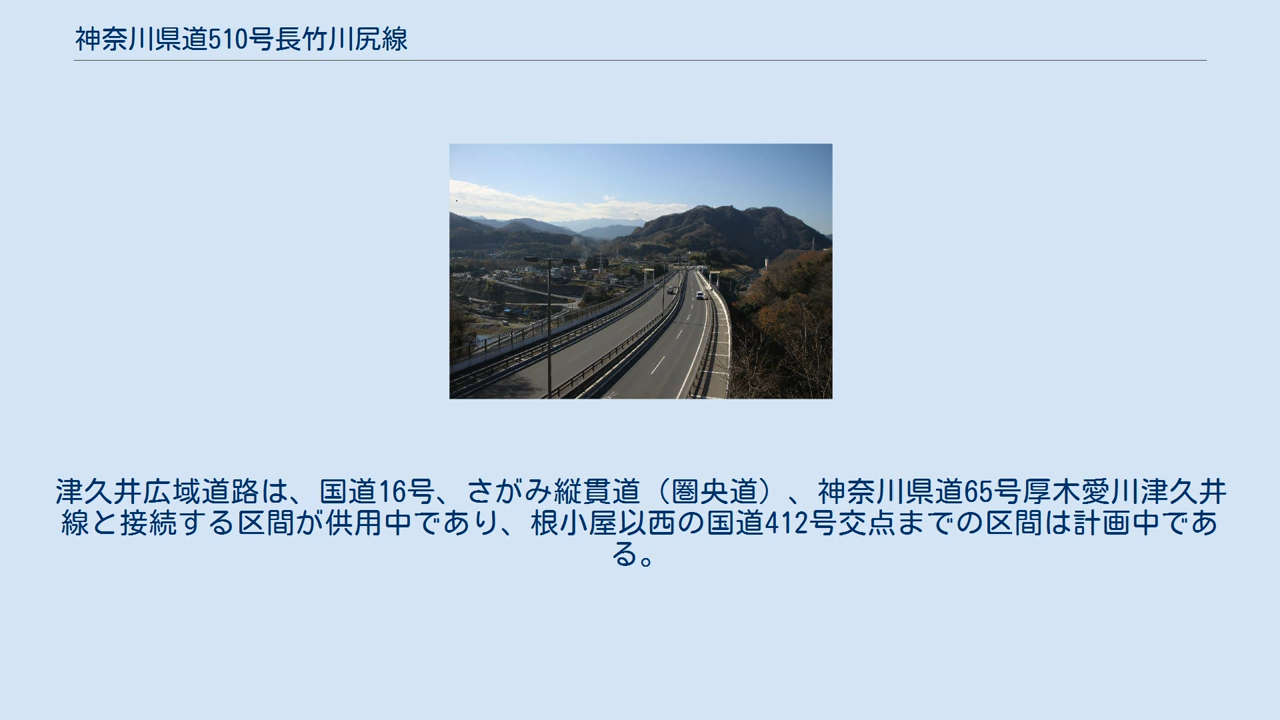 神奈川県道510号長竹川尻線
津久井広域道路は、国道16号、さがみ縦貫道（圏央道）、神奈川県道65号厚木愛川津久井
線と接続する区間が供用中であり、根小屋以西の国道412号交点までの区間は計画中であ
る。